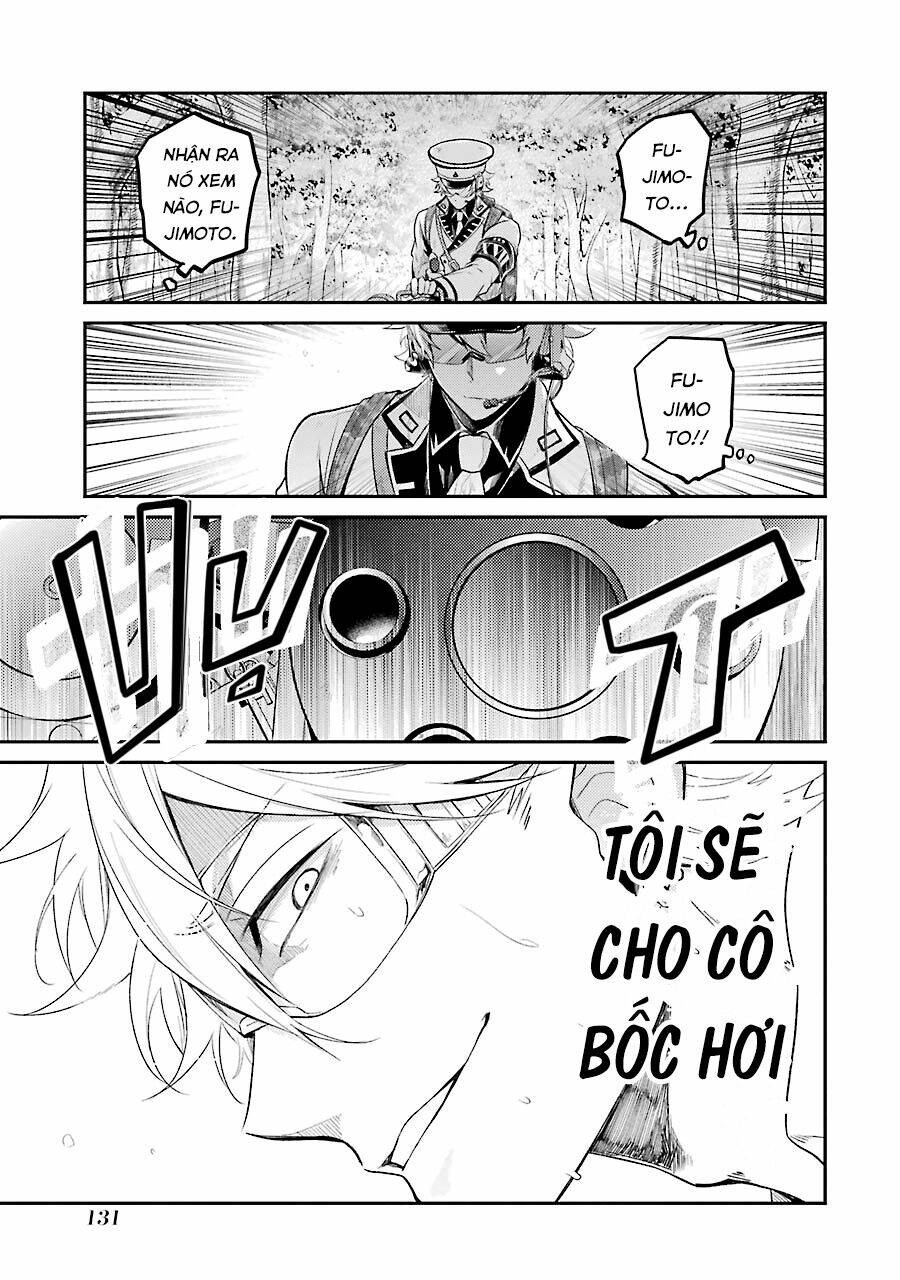 FU-
JIMO-
TO...
NHẬN RA
NÓ XEM
NÀO, FU-
JIMOTO.
FU-
JIMO
TO!!
TÔI SẼ
CHO CÔ
BỐC HƠI
131